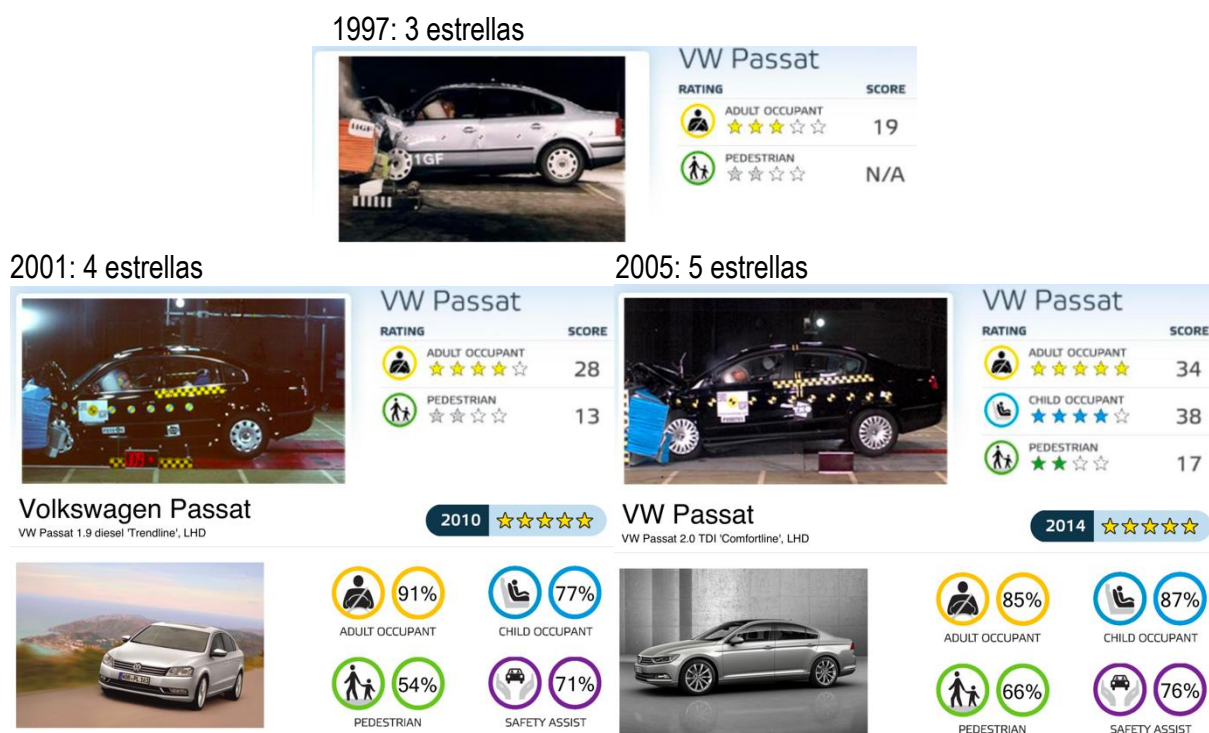 1997: 3 estrellas
VW Passat
RATING SCORE
ADULT OCCUPANT
19
PEDESTRIAN
N/A
1GF
2001: 4 estrellas
VW Passat
RATING SCORE
ADULT OCCUPANT
28
PEDESTRIAN
13
2005: 5 estrellas
VW Passat
RATING SCORE
ADULT OCCUPANT
34
CHILD OCCUPANT
38
PEDESTRIAN
17
Volkswagen Passat
VW Passat 1.9 diesel 'Trendline', LHD
2010
91% 77%
ADULT OCCUPANT CHILD OCCUPANT
54% 71%
PEDESTRIAN SAFETY ASSIST
VW Passat
VW Passat 2.0 TDI 'Comfortline', LHD
2014
85% 87%
ADULT OCCUPANT CHILD OCCUPANT
66% 76%
PEDESTRIAN SAFETY ASSIST